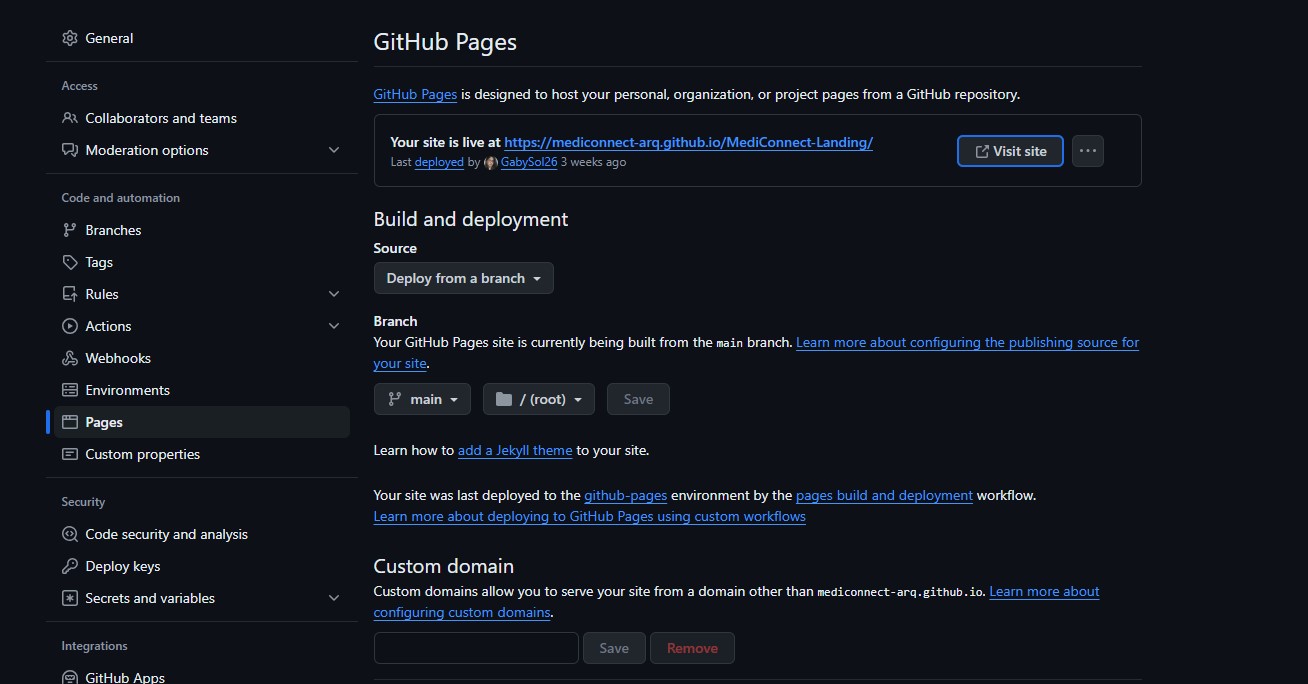 General
Access
Collaborators and teams
Moderation options
Code and automation
Branches
Tags
Rules
Actions
Webhooks
Environments
Pages
Custom properties
Security
Code security and analysis
Deploy keys
Secrets and variables
Integrations
GitHub Apps
GitHub Pages
GitHub Pages is designed to host your personal, organization, or project pages from a GitHub repository.
Your site is live at https://mediconnect-arq.github.io/MediConnect-Landing/
Last deployed by GabySol26 3 weeks ago
Visit site
Build and deployment
Source
Deploy from a branch
Branch
Your GitHub Pages site is currently being built from the main branch. Learn more about configuring the publishing source for
your site.
main / (root) Save
Learn how to add a Jekyll theme to your site.
Your site was last deployed to the github-pages environment by the pages build and deployment workflow.
Learn more about deploying to GitHub Pages using custom workflows
Custom domain
Custom domains allow you to serve your site from a domain other than mediconnect-arq.github.io. Learn more about
configuring custom domains.
Save Remove